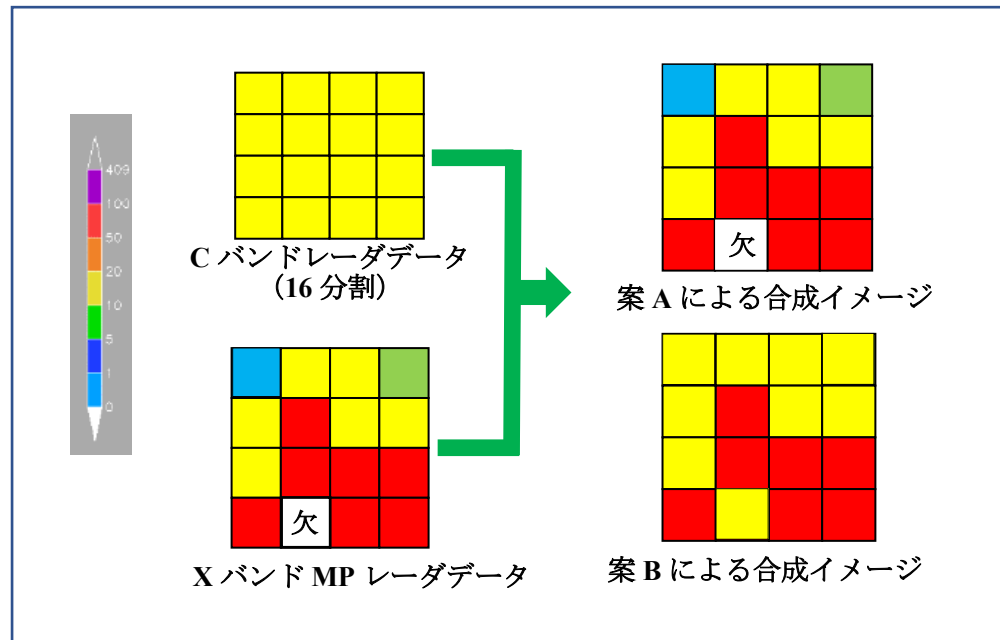 409
100
50
20
10
5
1
0
C バンドレーダデータ
（16 分割）
欠
X バンド MP レーダデータ
欠
案 A による合成イメージ
案 B による合成イメージ